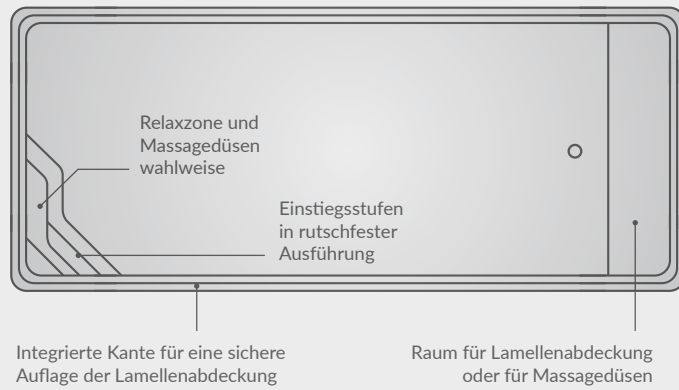 Relaxzone und
Massagedüsen
wahlweise
Einstiegsstufen
in rutschfester
Ausführung
Integrierte Kante für eine sichere
Auflage der Lamellenabdeckung
Raum für Lamellenabdeckung
oder für Massagedüsen